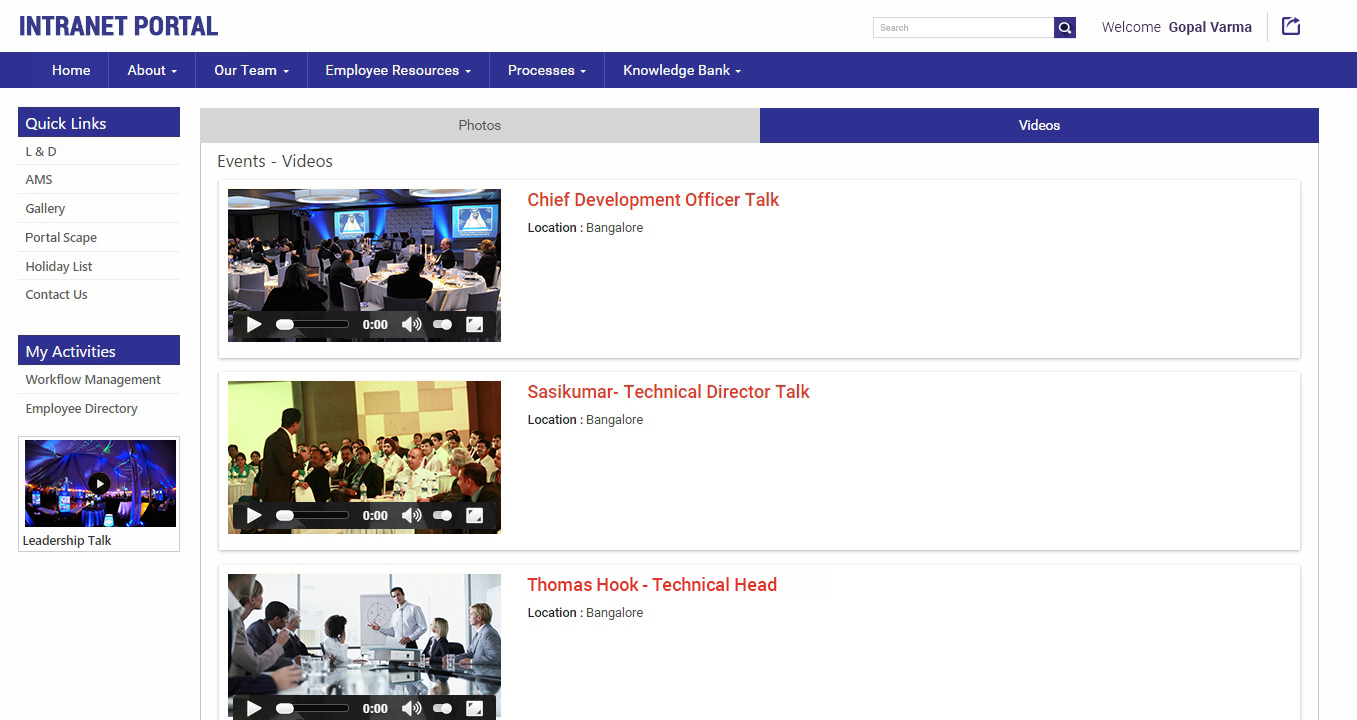 INTRANET PORTAL
Search
Welcome Gopal Varma
Home About Our Team Employee Resources Processes Knowledge Bank
Quick Links
L & D
AMS
Gallery
Portal Scape
Holiday List
Contact Us
My Activities
Workflow Management
Employee Directory
Leadership Talk
Photos Videos
Events - Videos
Chief Development Officer Talk
Location : Bangalore
0:00
Sasikumar- Technical Director Talk
Location : Bangalore
0:00
Thomas Hook - Technical Head
Location : Bangalore
0:00